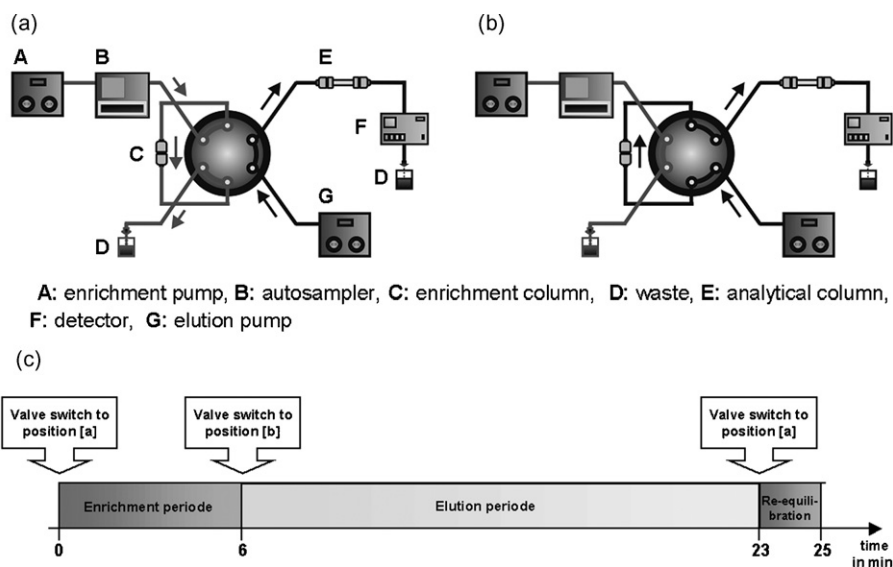 (a)
(b)
A
B
E
C
F
D
G
D
A: enrichment pump, B: autosampler, C: enrichment column, D: waste, E: analytical column,
F: detector, G: elution pump
(c)
Valve switch to
position [a]
Valve switch to
position [b]
Valve switch to
position [a]
Enrichment periode
Elution periode
Re-equili-
bration
0
6
23
25
time
in min